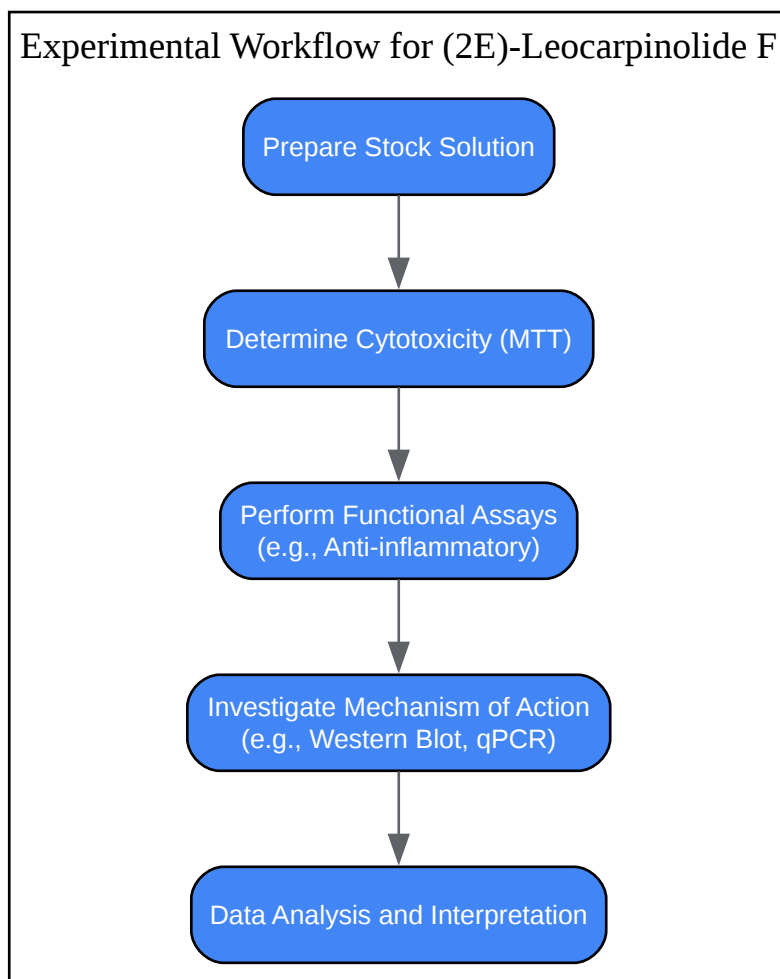 Experimental Workflow for (2E)-Leocarpinolide F
Prepare Stock Solution
Determine Cytotoxicity (MTT)
Perform Functional Assays
(e.g., Anti-inflammatory)
Investigate Mechanism of Action
(e.g., Western Blot, qPCR)
Data Analysis and Interpretation